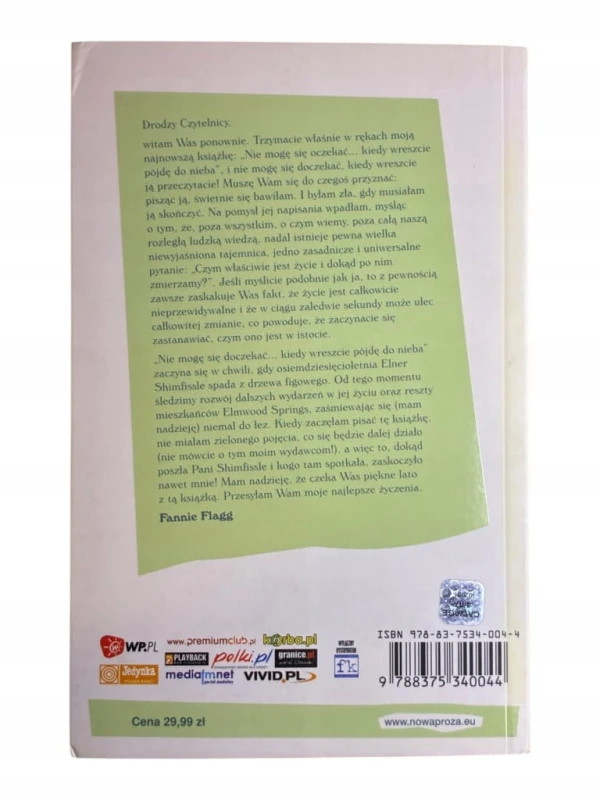 Drodzy Czytelnicy,
witam Was ponownie. Trzymacie właśnie w rękach moją
najnowszą książkę: „Nie mogę się oczekać... kiedy wreszcie
pójdę do nieba”, i nie mogę się doczekać, kiedy wreszcie
ją przeczytacie! Muszę Wam się do czegoś przyznać:
pisząc ją, świetnie się bawiłam. I byłam zła, gdy musiałam
ją skończyć. Na pomysł jej napisania wpadłam, myśląc
o tym, że, poza wszystkim, o czym wiemy, poza całą naszą
rozległą ludzką wiedzą, nadal istnieje pewna wielka
niewyjaśniona tajemnica, jedno zasadnicze i uniwersalne
pytanie: „Czym właściwie jest życie i dokąd po nim
zmierzamy?”. Jeśli myślicie podobnie jak ja, to z pewnością
zawsze zaskakuje Was fakt, że życie jest całkowicie
nieprzewidywalne i że w ciągu zaledwie sekundy może ulec
całkowitej zmianie, co powoduje, że zaczynacie się
zastanawiać, czym ono jest w istocie.
„Nie mogę się doczekać... kiedy wreszcie pójdę do nieba”
zaczyna się w chwili, gdy osiemdziesięcioletnia Elner
Shimfissle spada z drzewa figowego. Od tego momentu
śledzimy rozwój dalszych wydarzeń w jej życiu oraz reszty
mieszkańców Elmwood Springs, zaśmiewając się (mam
nadzieję) niemal do łez. Kiedy zaczęłam pisać tę książkę,
nie miałam zielonego pojęcia, co się będzie dalej działo
(nie mówcie o tym moim wydawcom!), a więc to, dokąd
poszła Pani Shimfissle i kogo tam spotkała, zaskoczyło
nawet mnie! Mam nadzieję, że czeka Was piękne lato
z tą książką. Przesyłam Wam moje najlepsze życzenia.
Fannie Flagg
ISBN 978-83-7534-004-4
WP.PL www.premiumclub.pl korba.pl
PLAYBACK polki.pl granice.pl
Jedynka
mediamnet VIVID.PL fk
9 788375 340044
Cena 29,99 zł
www.nowaproza.eu